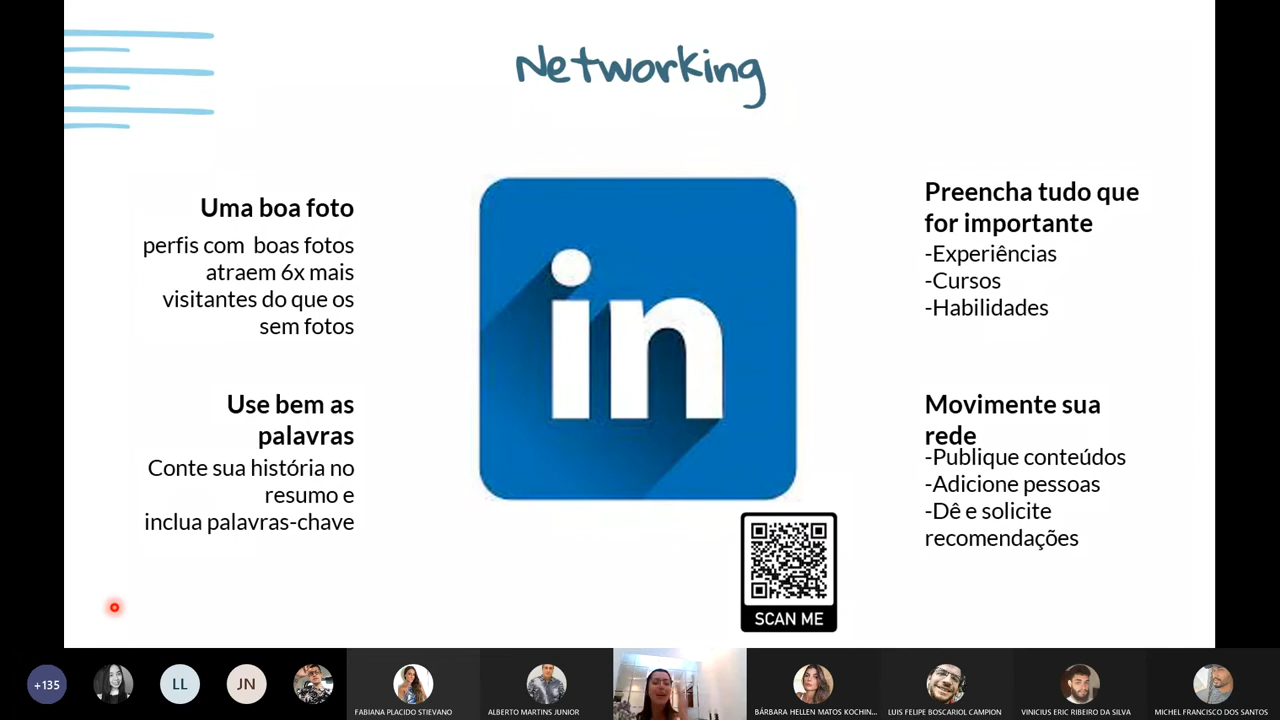 Networking
Uma boa foto
perfis com boas fotos
atraem 6x mais
visitantes do que os
sem fotos
Use bem as
palavras
Conte sua história no
resumo e
inclua palavras-chave
in
Preencha tudo que
for importante
-Experiências
-Cursos
-Habilidades
Movimente sua
rede
-Publique conteúdos
-Adicione pessoas
-Dê e solicite
recomendações
SCAN ME
+135
LL
JN
FABIANA PLACIDO STIEVANO
ALBERTO MARTINS JUNIOR
BÁRBARA HELLEN MATOS KOCHIN...
LUIS FELIPE BOSCARIOL CAMPION
VINICIUS ERIC RIBEIRO DA SILVA
MICHEL FRANCISCO DOS SANTOS